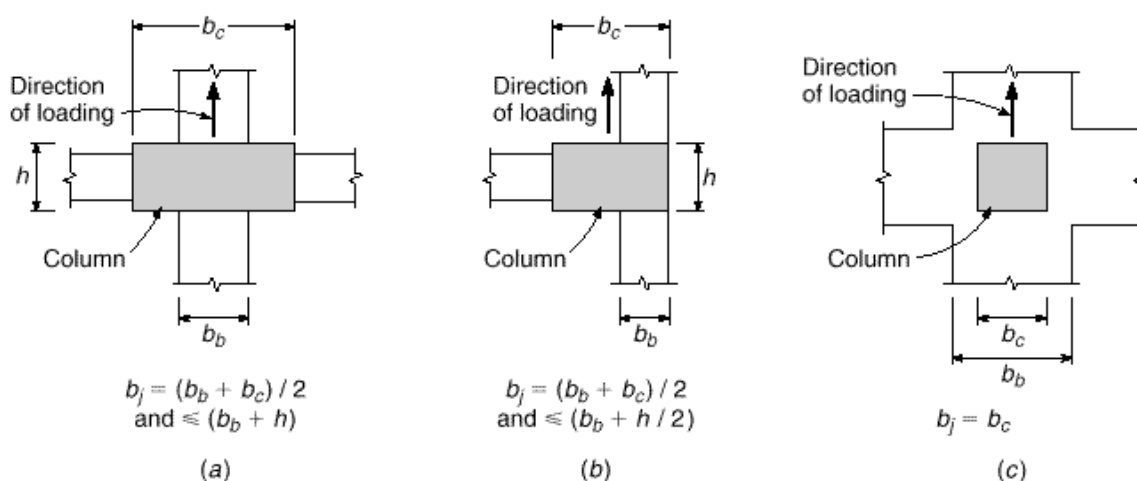 b_c
Direction
of loading
h
Column
b_b
b_j = (b_b + b_c) / 2
and ⩽ (b_b + h)
(a)
b_c
Direction
of loading
h
Column
b_b
b_j = (b_b + b_c) / 2
and ⩽ (b_b + h / 2)
(b)
Direction
of loading
Column
b_c
b_b
b_j = b_c
(c)